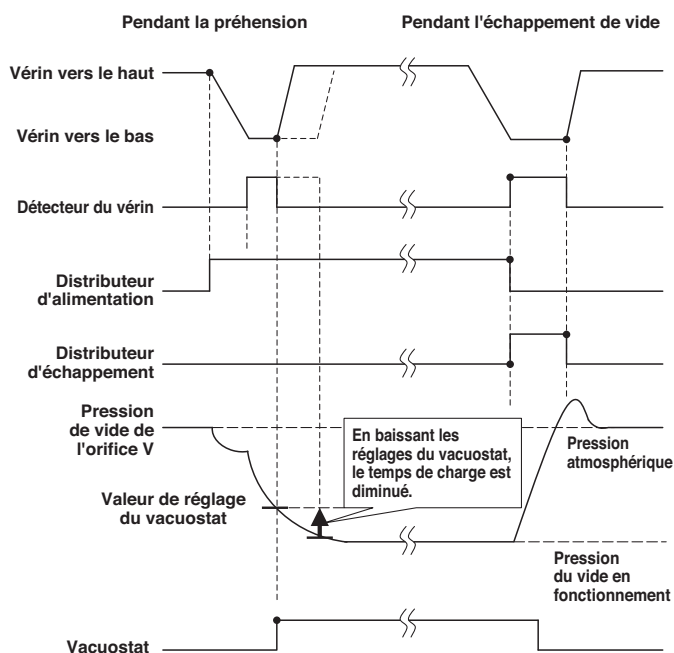 Pendant la préhension
Pendant l'échappement de vide
Vérin vers le haut
Vérin vers le bas
Détecteur du vérin
Distributeur
d'alimentation
Distributeur
d'échappement
Pression
de vide de
l'orifice V
En baissant les
réglages du vacuostat,
le temps de charge est
diminué.
Pression
atmosphérique
Valeur de réglage
du vacuostat
Pression
du vide en
fonctionnement
Vacuostat